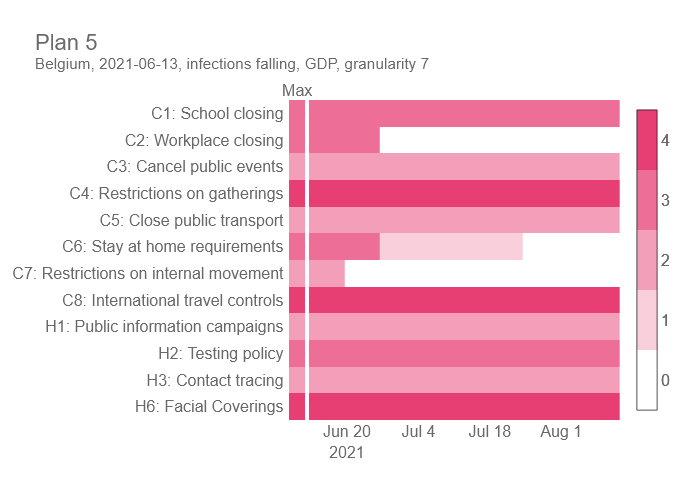 Plan 5
Belgium, 2021-06-13, infections falling, GDP, granularity 7
Max
C1: School closing
C2: Workplace closing
C3: Cancel public events
C4: Restrictions on gatherings
C5: Close public transport
C6: Stay at home requirements
C7: Restrictions on internal movement
C8: International travel controls
H1: Public information campaigns
H2: Testing policy
H3: Contact tracing
H6: Facial Coverings
4
3
2
1
0
Jun 20 Jul 4 Jul 18 Aug 1
2021